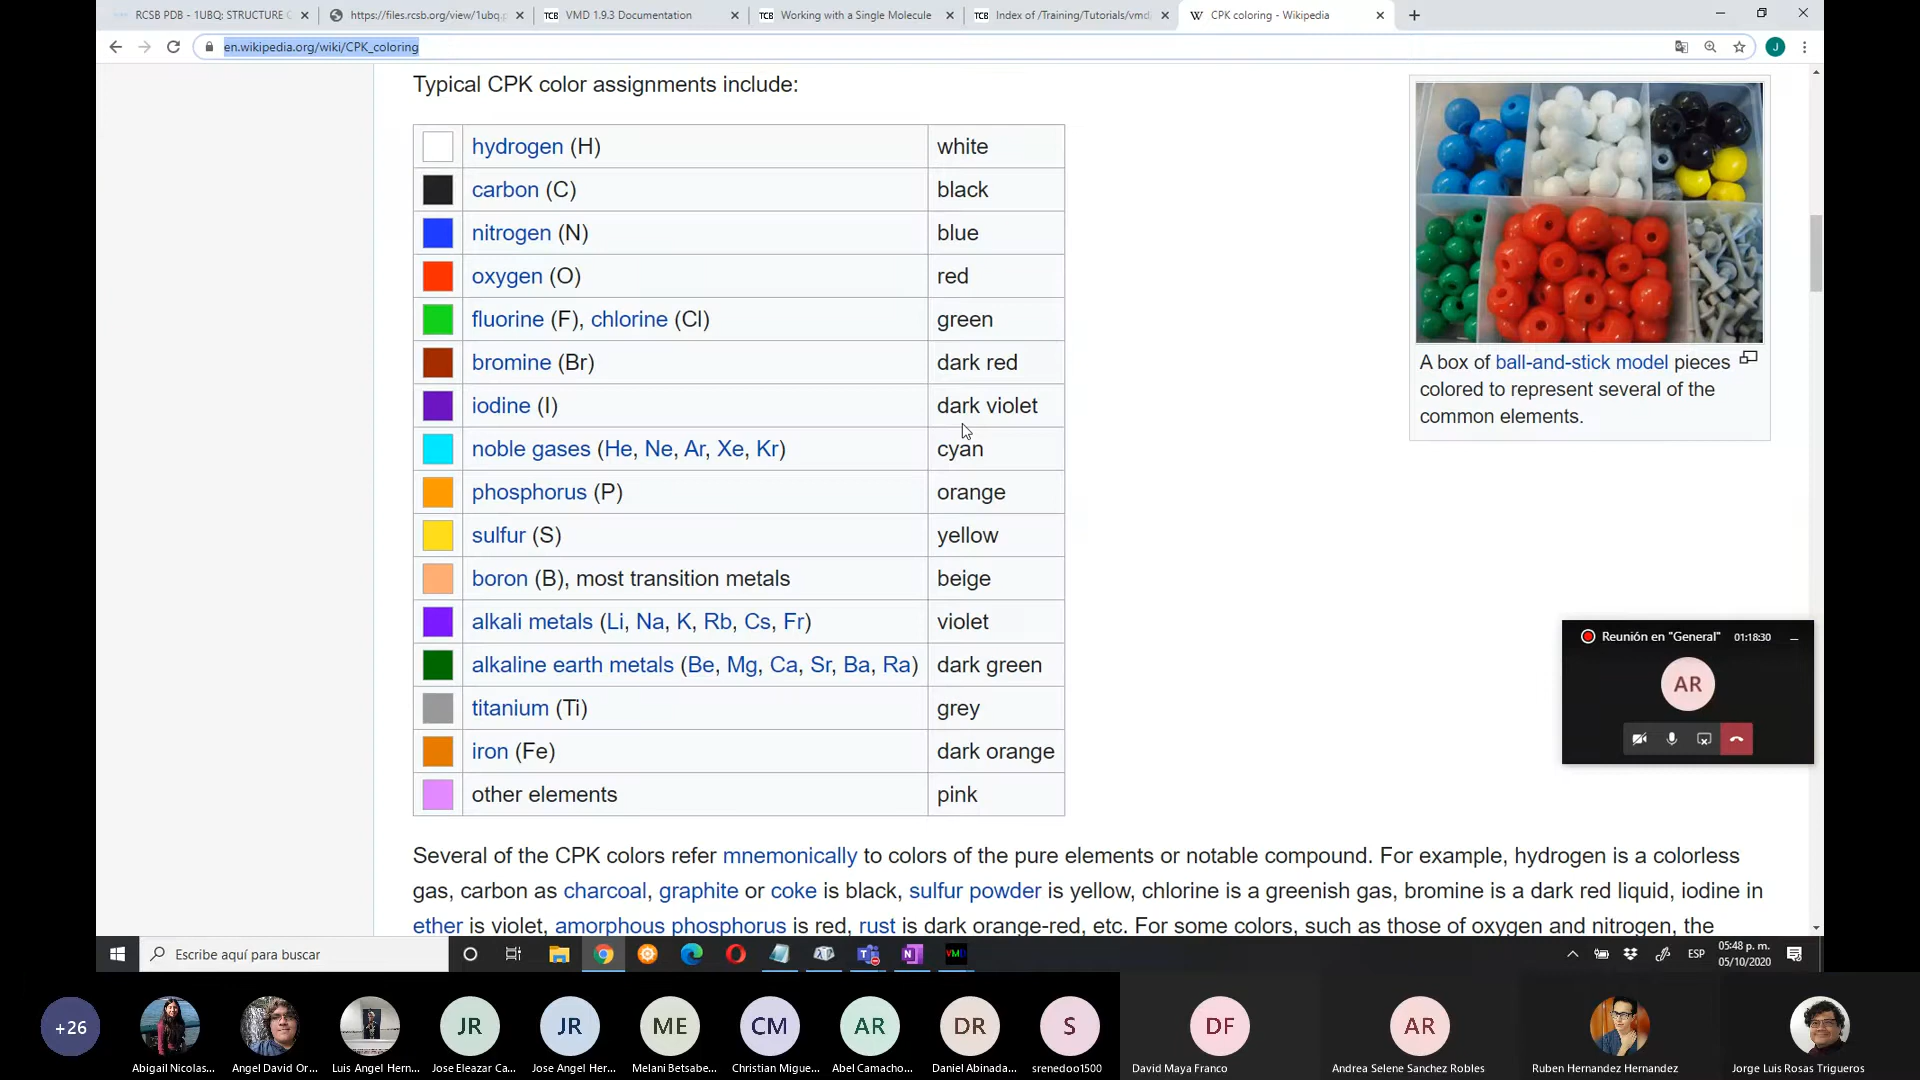 RCSB PDB - 1UBQ: STRUCTURE
https://files.rcsb.org/view/1ubq.p
TCB VMD 1.9.3 Documentation
TCB Working with a Single Molecule
TCB Index of /Training/Tutorials/vmd
W CPK coloring - Wikipedia
en.wikipedia.org/wiki/CPK_coloring
J
Typical CPK color assignments include:
hydrogen (H) white
carbon (C) black
nitrogen (N) blue
oxygen (O) red
fluorine (F), chlorine (Cl) green
bromine (Br) dark red
iodine (I) dark violet
noble gases (He, Ne, Ar, Xe, Kr) cyan
phosphorus (P) orange
sulfur (S) yellow
boron (B), most transition metals beige
alkali metals (Li, Na, K, Rb, Cs, Fr) violet
alkaline earth metals (Be, Mg, Ca, Sr, Ba, Ra) dark green
titanium (Ti) grey
iron (Fe) dark orange
other elements pink
A box of ball-and-stick model pieces
colored to represent several of the
common elements.
Reunión en "General" 01:18:30
AR
Several of the CPK colors refer mnemonically to colors of the pure elements or notable compound. For example, hydrogen is a colorless
gas, carbon as charcoal, graphite or coke is black, sulfur powder is yellow, chlorine is a greenish gas, bromine is a dark red liquid, iodine in
ether is violet, amorphous phosphorus is red, rust is dark orange-red, etc. For some colors, such as those of oxygen and nitrogen, the
Escribe aquí para buscar
VMD
ESP
05:48 p. m.
05/10/2020
+26
JR
JR
ME
CM
AR
DR
S
DF
AR
Abigail Nicolas...
Angel David Or...
Luis Angel Hern...
Jose Eleazar Ca...
Jose Angel Her...
Melani Betsabe...
Christian Migue...
Abel Camacho...
Daniel Abinada...
srenedoo1500
David Maya Franco
Andrea Selene Sanchez Robles
Ruben Hernandez Hernandez
Jorge Luis Rosas Trigueros